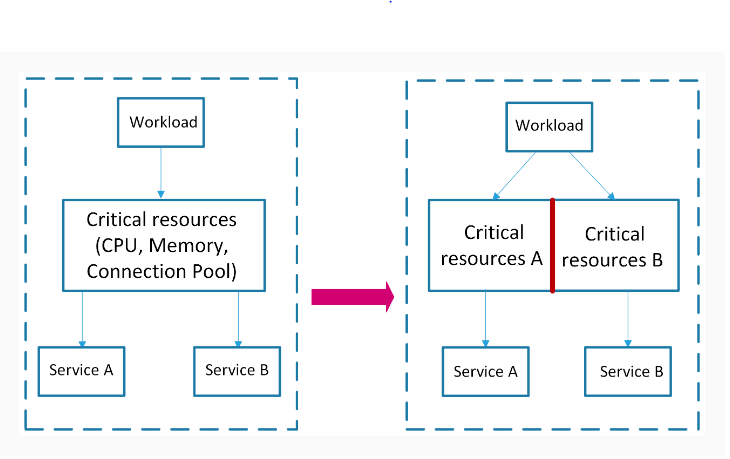 Workload
Critical resources
(CPU, Memory,
Connection Pool)
Service A
Service B
Workload
Critical
resources A
Critical
resources B
Service A
Service B